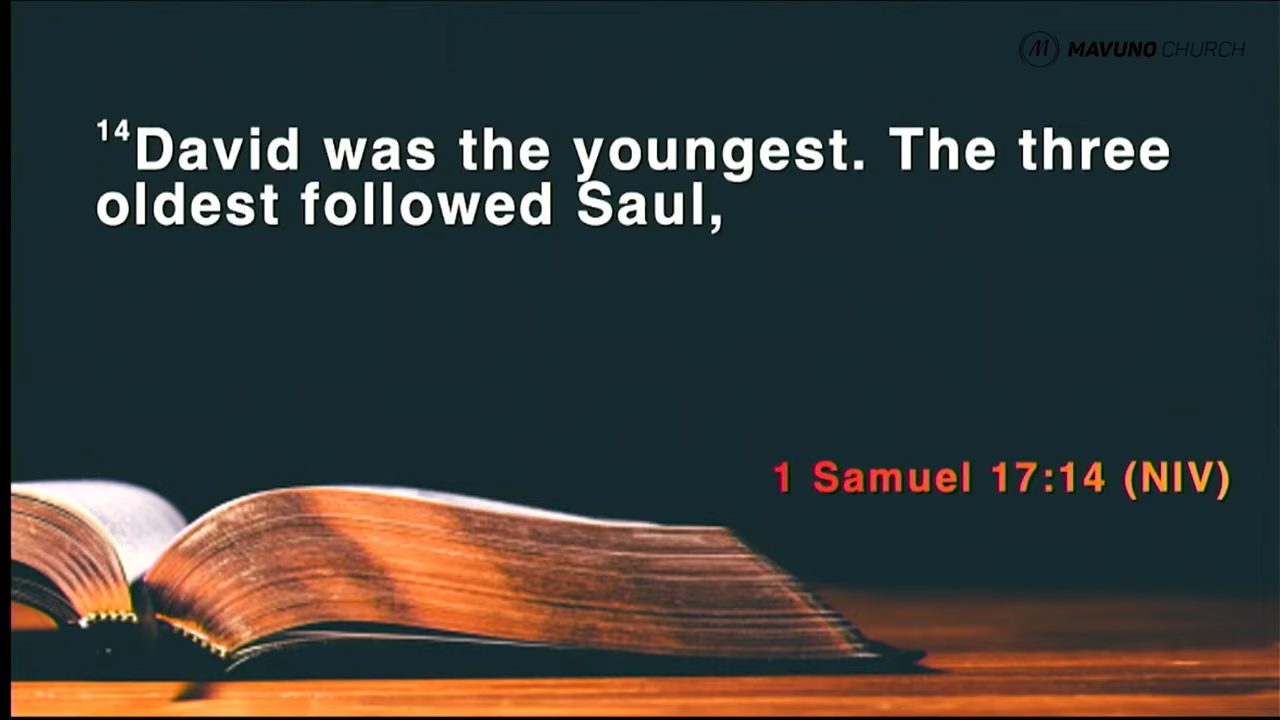 MAVUNO CHURCH
14David was the youngest. The three
oldest followed Saul,
1 Samuel 17:14 (NIV)